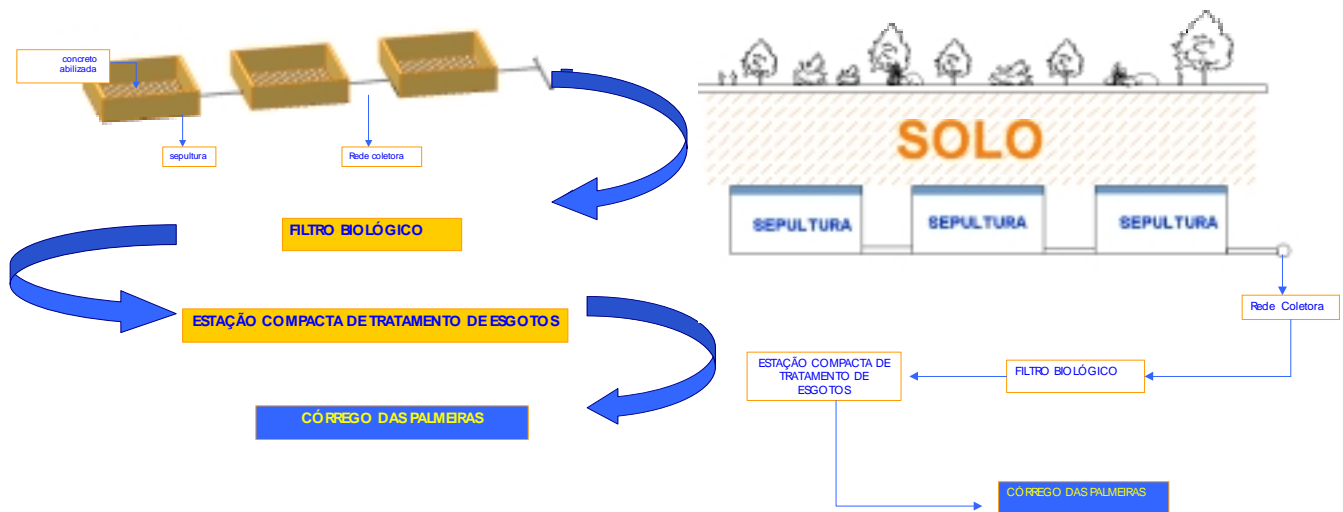 concreto
abilizada
sepultura
Rede coletora
FILTRO BIOLÓGICO
ESTAÇÃO COMPACTA DE TRATAMENTO DE ESGOTOS
CÓRREGO DAS PALMEIRAS
SOLO
SEPULTURA
SEPULTURA
SEPULTURA
Rede Coletora
FILTRO BIOLÓGICO
ESTAÇÃO COMPACTA DE
TRATAMENTO DE
ESGOTOS
CÓRREGO DAS PALMEIRAS